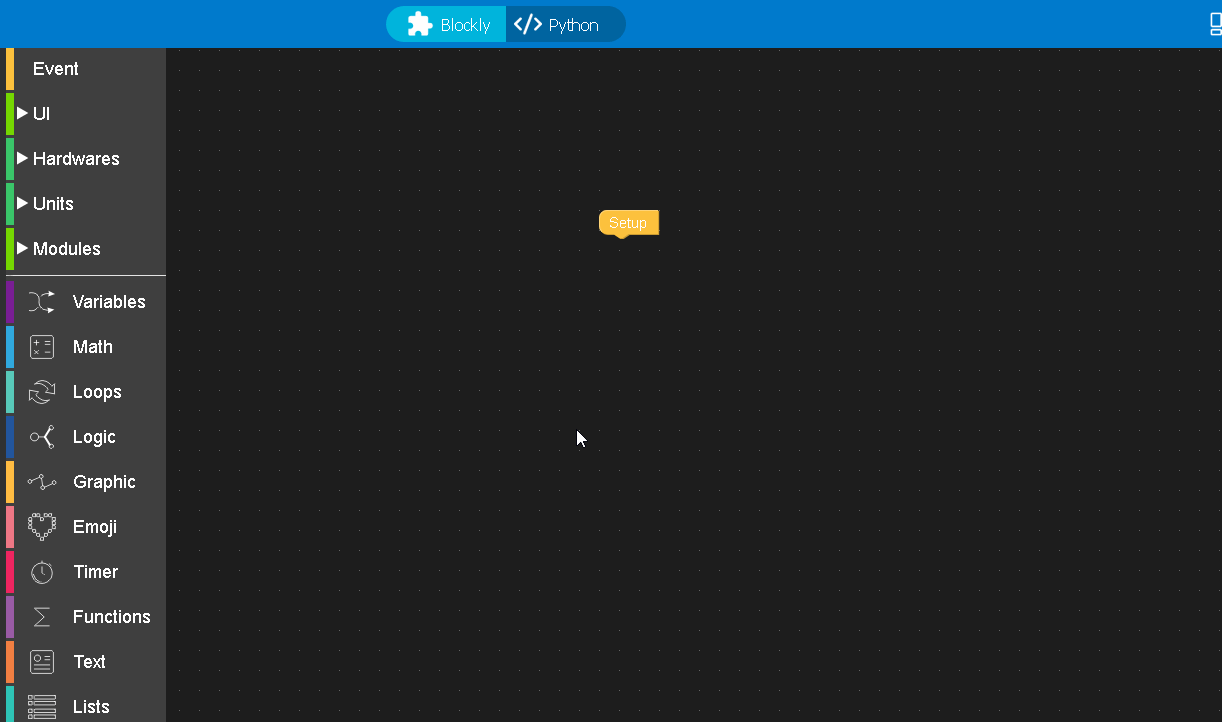 Blockly
Python
Event
UI
Hardwares
Units
Modules
Setup
Variables
Math
Loops
Logic
Graphic
Emoji
Timer
Functions
Text
Lists